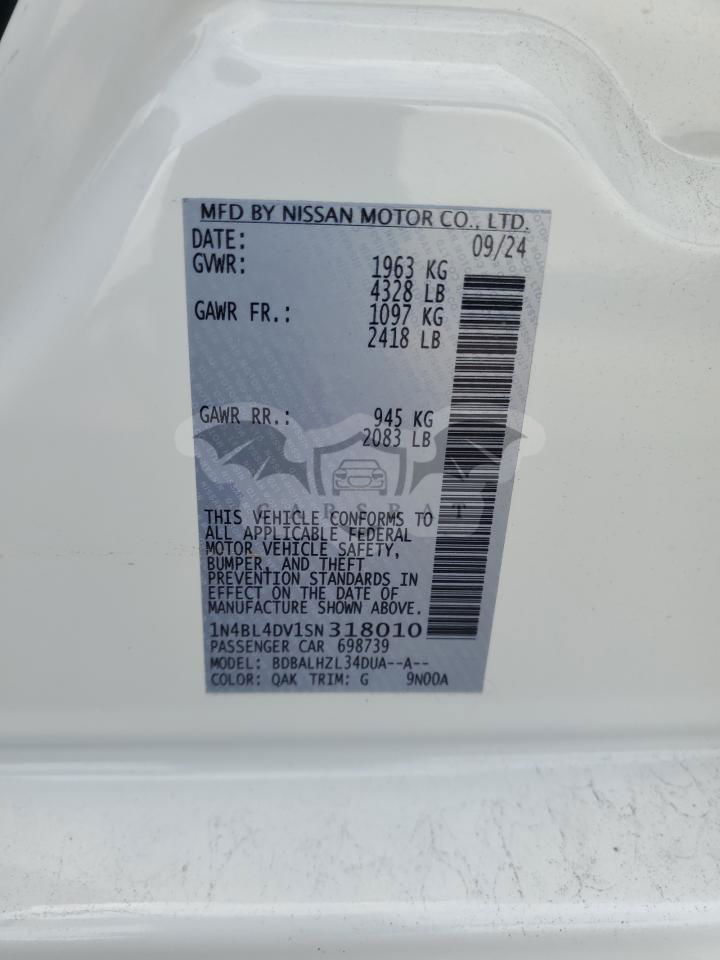 MFD BY NISSAN MOTOR CO., LTD.
DATE: 09/24
GVWR: 1963 KG
4328 LB
GAWR FR.: 1097 KG
2418 LB
GAWR RR.: 945 KG
2083 LB
CARSBAT
THIS VEHICLE CONFORMS TO
ALL APPLICABLE FEDERAL
MOTOR VEHICLE SAFETY,
BUMPER, AND THEFT
PREVENTION STANDARDS IN
EFFECT ON THE DATE OF
MANUFACTURE SHOWN ABOVE.
1N4BL4DV1SN318010
PASSENGER CAR 698739
MODEL: BDBALHZL34DUA--A--
COLOR: QAK TRIM: G 9N00A